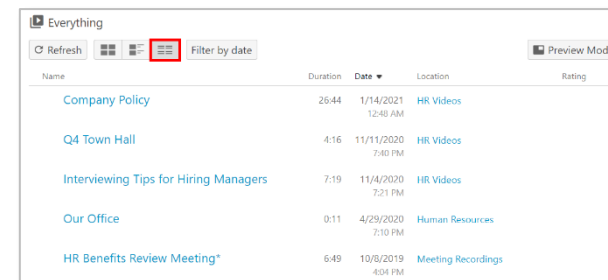 Everything
Refresh Filter by date Preview Mod
Name Duration Date ▼ Location Rating
Company Policy 26:44 1/14/2021 HR Videos
12:48 AM
Q4 Town Hall 4:16 11/11/2020 HR Videos
7:40 PM
Interviewing Tips for Hiring Managers 7:19 11/4/2020 HR Videos
7:21 PM
Our Office 0:11 4/29/2020 Human Resources
7:10 PM
HR Benefits Review Meeting* 6:49 10/8/2019 Meeting Recordings
4:04 PM